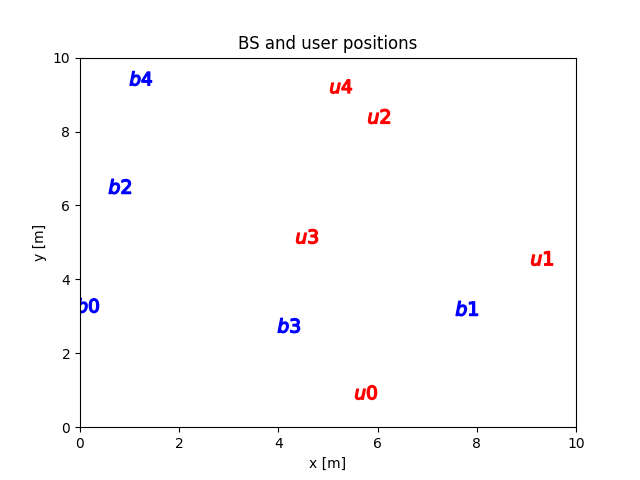 BS and user positions
10
b4
u4
u2
8
b2
6
u3
u1
y [m]
4
b0
b1
b3
2
u0
0
0 2 4 6 8 10
x [m]